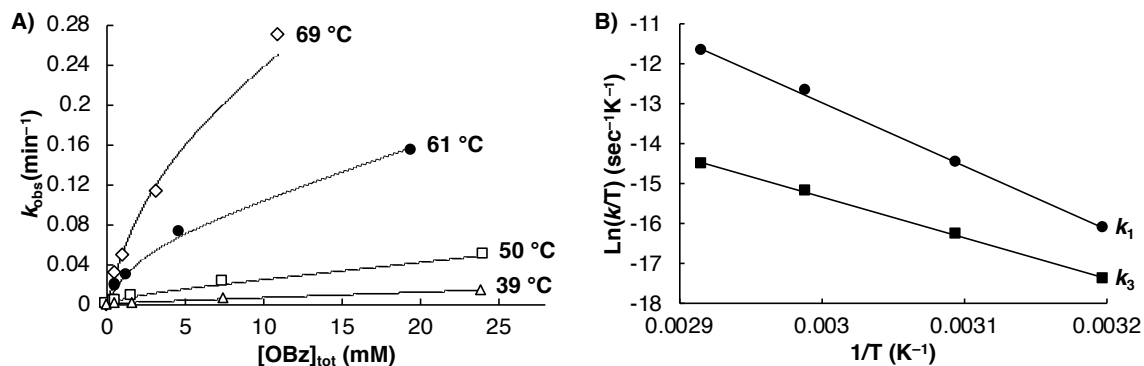 A)
0.28
0.24
0.2
0.16
0.12
0.08
0.04
0
k_obs (min⁻¹)
69 °C
61 °C
50 °C
39 °C
0 5 10 15 20 25
[OBz]_tot (mM)
B)
-11
-12
-13
-14
-15
-16
-17
-18
Ln(k/T) (sec⁻¹K⁻¹)
k₁
k₃
0.0029 0.003 0.0031 0.0032
1/T (K⁻¹)